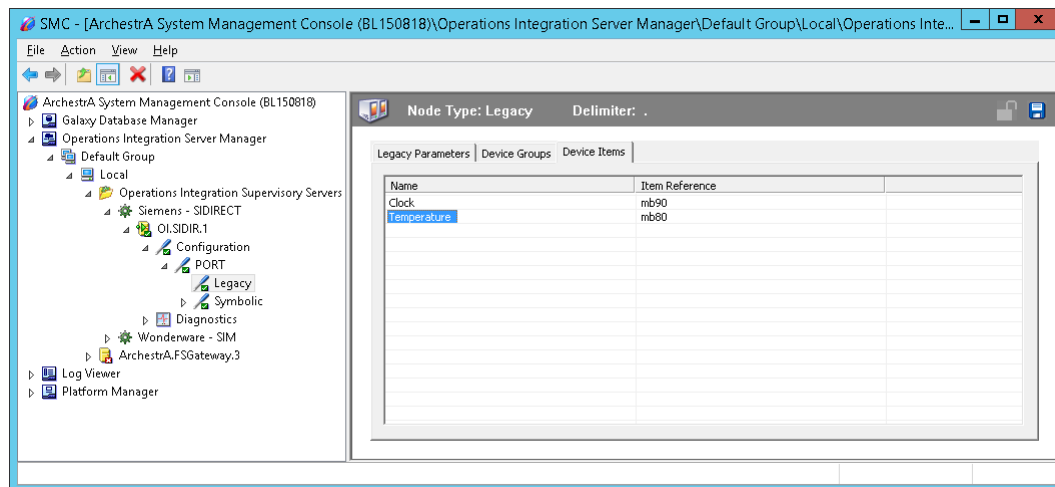 SMC - [ArchestrA System Management Console (BL150818)\Operations Integration Server Manager\Default Group\Local\Operations Inte...
File Action View Help
ArchestrA System Management Console (BL150818)
Galaxy Database Manager
Operations Integration Server Manager
Default Group
Local
Operations Integration Supervisory Servers
Siemens - SIDIRECT
OI.SIDIR.1
Configuration
PORT
Legacy
Symbolic
Diagnostics
Wonderware - SIM
ArchestrA.FSGateway.3
Log Viewer
Platform Manager
Node Type: Legacy Delimiter: .
Legacy Parameters Device Groups Device Items
Name Item Reference
Clock mb90
Temperature mb80